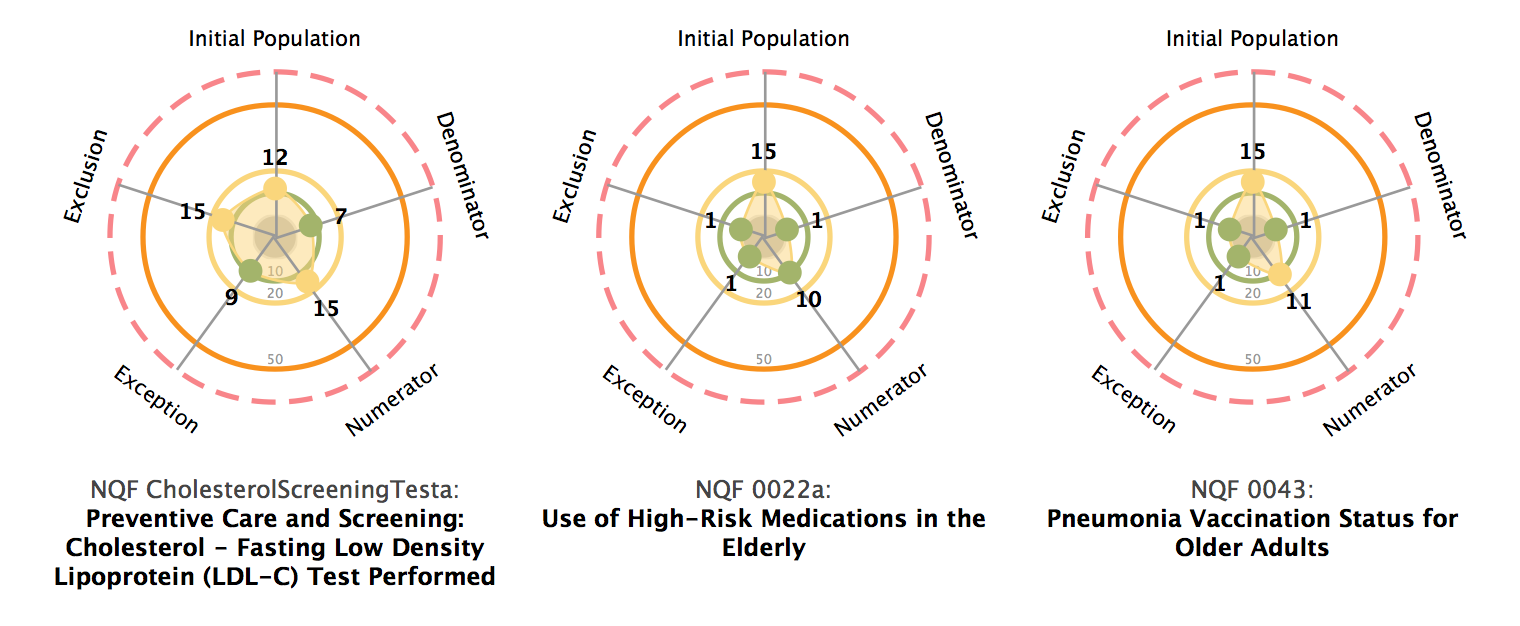 Initial Population
Denominator
Numerator
Exception
Exclusion
12
7
15
9
15
10
20
50
NQF CholesterolScreeningTesta:
Preventive Care and Screening:
Cholesterol - Fasting Low Density
Lipoprotein (LDL-C) Test Performed
Initial Population
Denominator
Numerator
Exception
Exclusion
15
1
10
1
1
10
20
50
NQF 0022a:
Use of High-Risk Medications in the
Elderly
Initial Population
Denominator
Numerator
Exception
Exclusion
15
1
11
1
1
10
20
50
NQF 0043:
Pneumonia Vaccination Status for
Older Adults